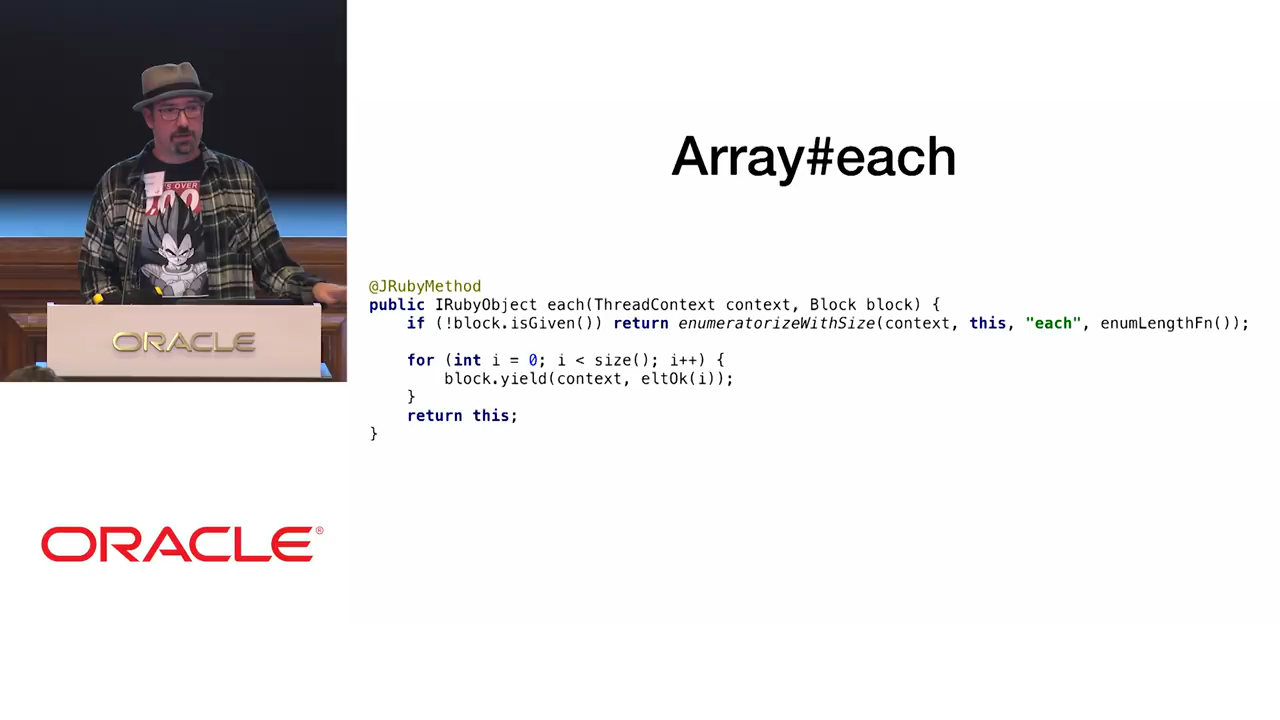 Array#each
@JRubyMethod
public IRubyObject each(ThreadContext context, Block block) {
    if (!block.isGiven()) return enumeratorizeWithSize(context, this, "each", enumLengthFn());
    for (int i = 0; i < size(); i++) {
        block.yield(context, eltOk(i));
    }
    return this;
}
OVER
ORACLE
ORACLE®